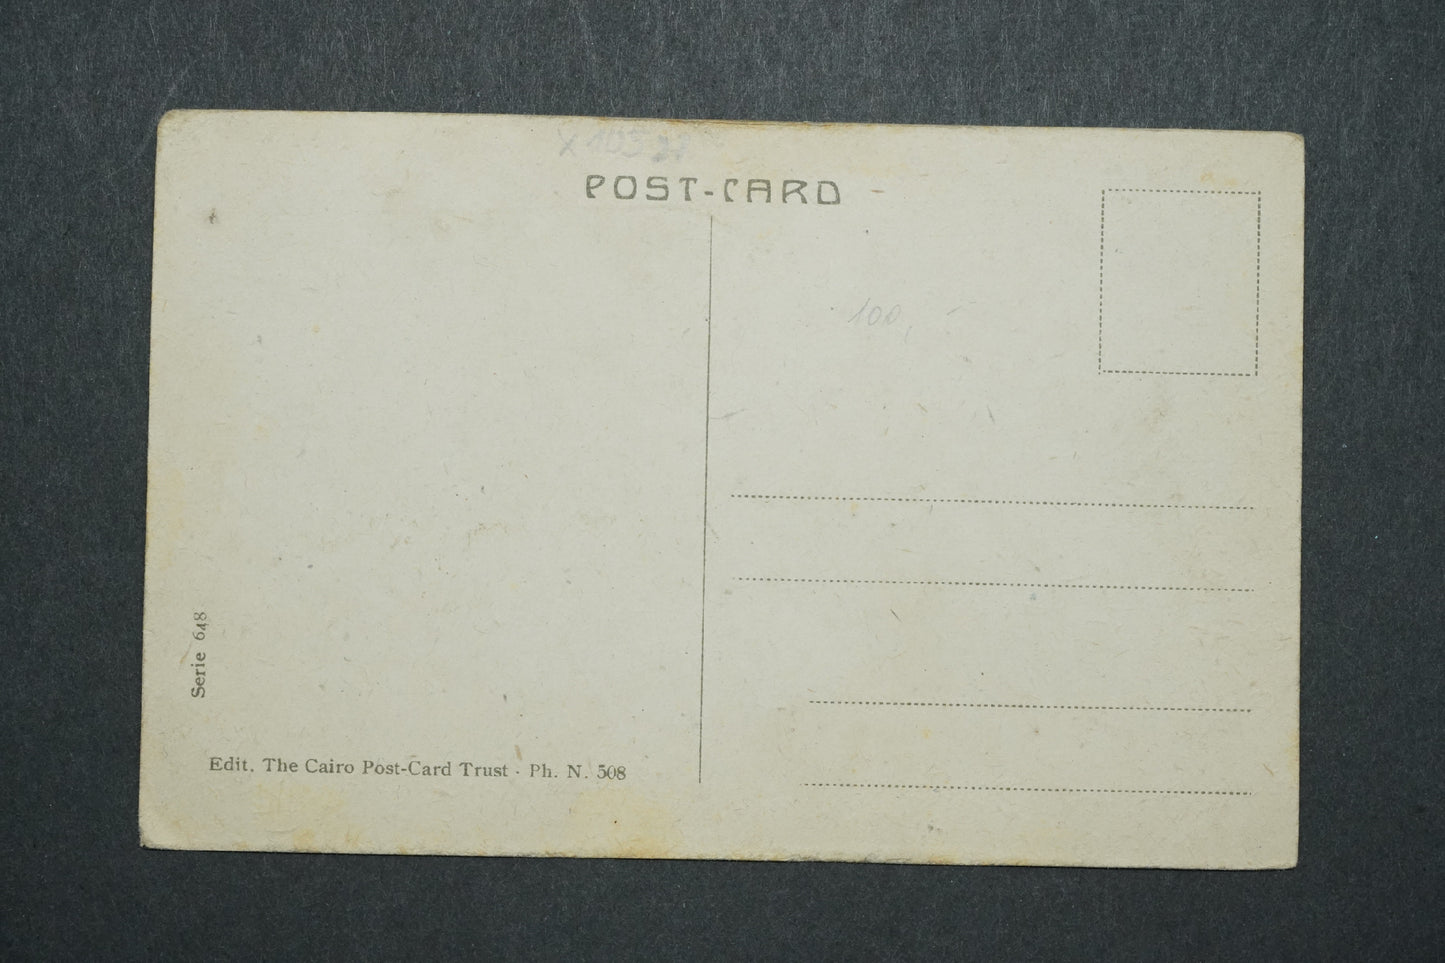 POST-CARD
100,-
Serie 648
Edit. The Cairo Post-Card Trust - Ph. N. 508